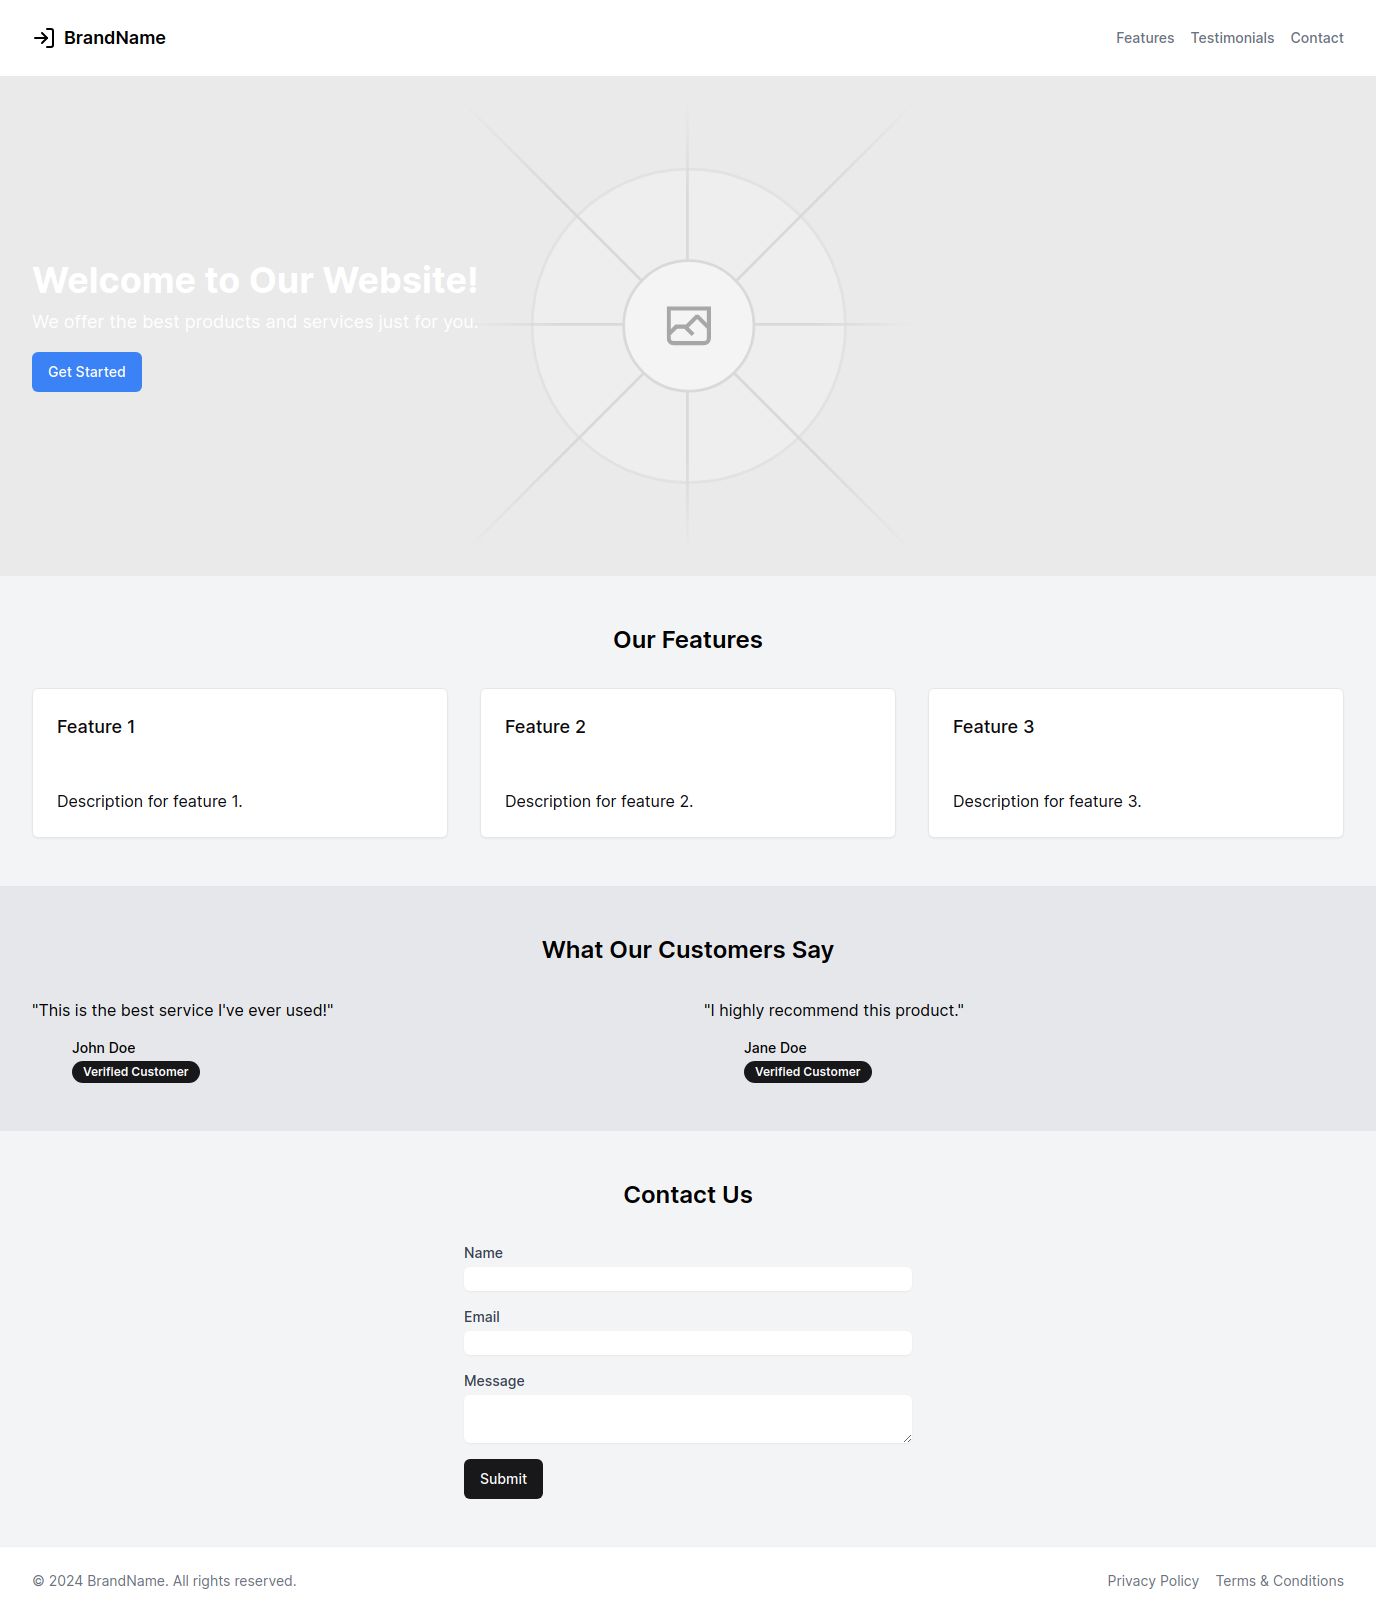 BrandName
Features Testimonials Contact
Welcome to Our Website!
We offer the best products and services just for you.
Get Started
Our Features
Feature 1
Description for feature 1.
Feature 2
Description for feature 2.
Feature 3
Description for feature 3.
What Our Customers Say
"This is the best service I've ever used!"
John Doe
Verified Customer
"I highly recommend this product."
Jane Doe
Verified Customer
Contact Us
Name
Email
Message
Submit
© 2024 BrandName. All rights reserved.
Privacy Policy Terms & Conditions